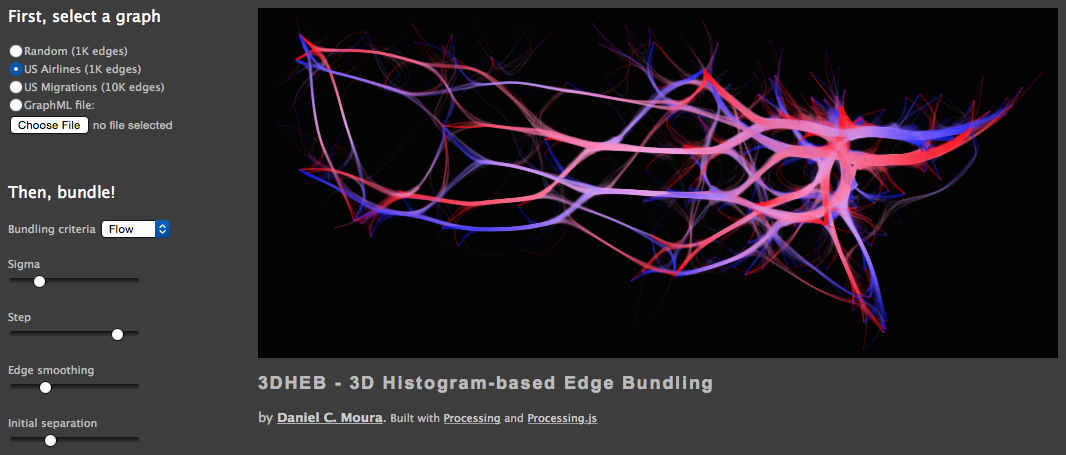 First, select a graph
Random (1K edges)
US Airlines (1K edges)
US Migrations (10K edges)
GraphML file:
Choose File no file selected
Then, bundle!
Bundling criteria Flow
Sigma
Step
Edge smoothing
Initial separation
3DHEB - 3D Histogram-based Edge Bundling
by Daniel C. Moura. Built with Processing and Processing.js